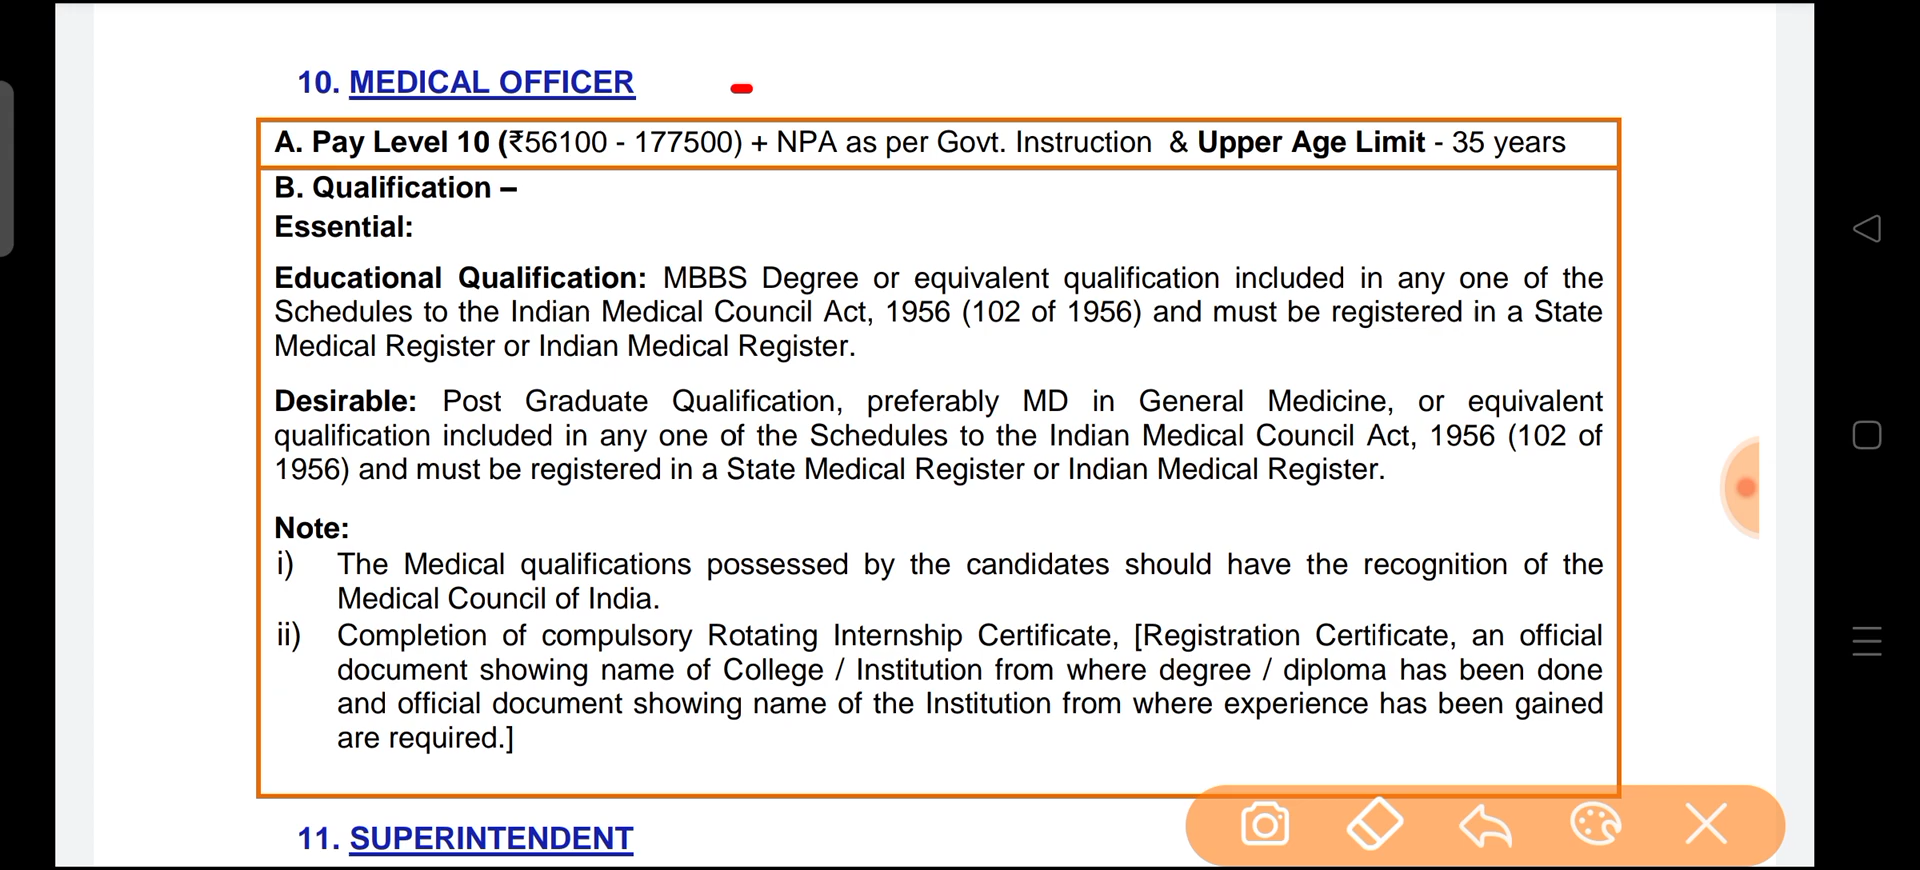 10. MEDICAL OFFICER
A. Pay Level 10 (₹56100 - 177500) + NPA as per Govt. Instruction & Upper Age Limit - 35 years
B. Qualification –
Essential:
Educational Qualification: MBBS Degree or equivalent qualification included in any one of the
Schedules to the Indian Medical Council Act, 1956 (102 of 1956) and must be registered in a State
Medical Register or Indian Medical Register.
Desirable: Post Graduate Qualification, preferably MD in General Medicine, or equivalent
qualification included in any one of the Schedules to the Indian Medical Council Act, 1956 (102 of
1956) and must be registered in a State Medical Register or Indian Medical Register.
Note:
i) The Medical qualifications possessed by the candidates should have the recognition of the
Medical Council of India.
ii) Completion of compulsory Rotating Internship Certificate, [Registration Certificate, an official
document showing name of College / Institution from where degree / diploma has been done
and official document showing name of the Institution from where experience has been gained
are required.]
11. SUPERINTENDENT